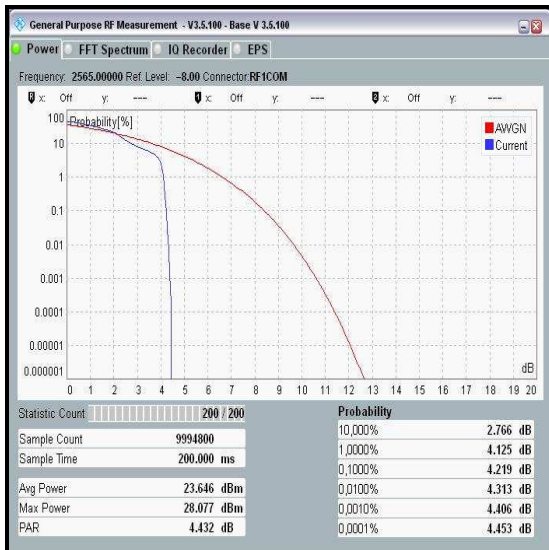 General Purpose RF Measurement - V3.5.100 - Base V 3.5.100
Power FFT Spectrum IQ Recorder EPS
Frequency: 2565.00000 Ref. Level: -8.00 Connector:RF1COM
R x: Off y: --- 1 x: Off y: --- 2 x: Off y: ---
Probability[%]
AWGN
Current
100
10
1
0.1
0.01
0.001
0.0001
0.00001
0.000001
dB
0 1 2 3 4 5 6 7 8 9 10 11 12 13 14 15 16 17 18 19 20
Statistic Count 200 / 200
Sample Count 9994800
Sample Time 200.000 ms
Avg Power 23.646 dBm
Max Power 28.077 dBm
PAR 4.432 dB
Probability
10,000% 2.766 dB
1,0000% 4.125 dB
0,1000% 4.219 dB
0,0100% 4.313 dB
0,0010% 4.406 dB
0,0001% 4.453 dB